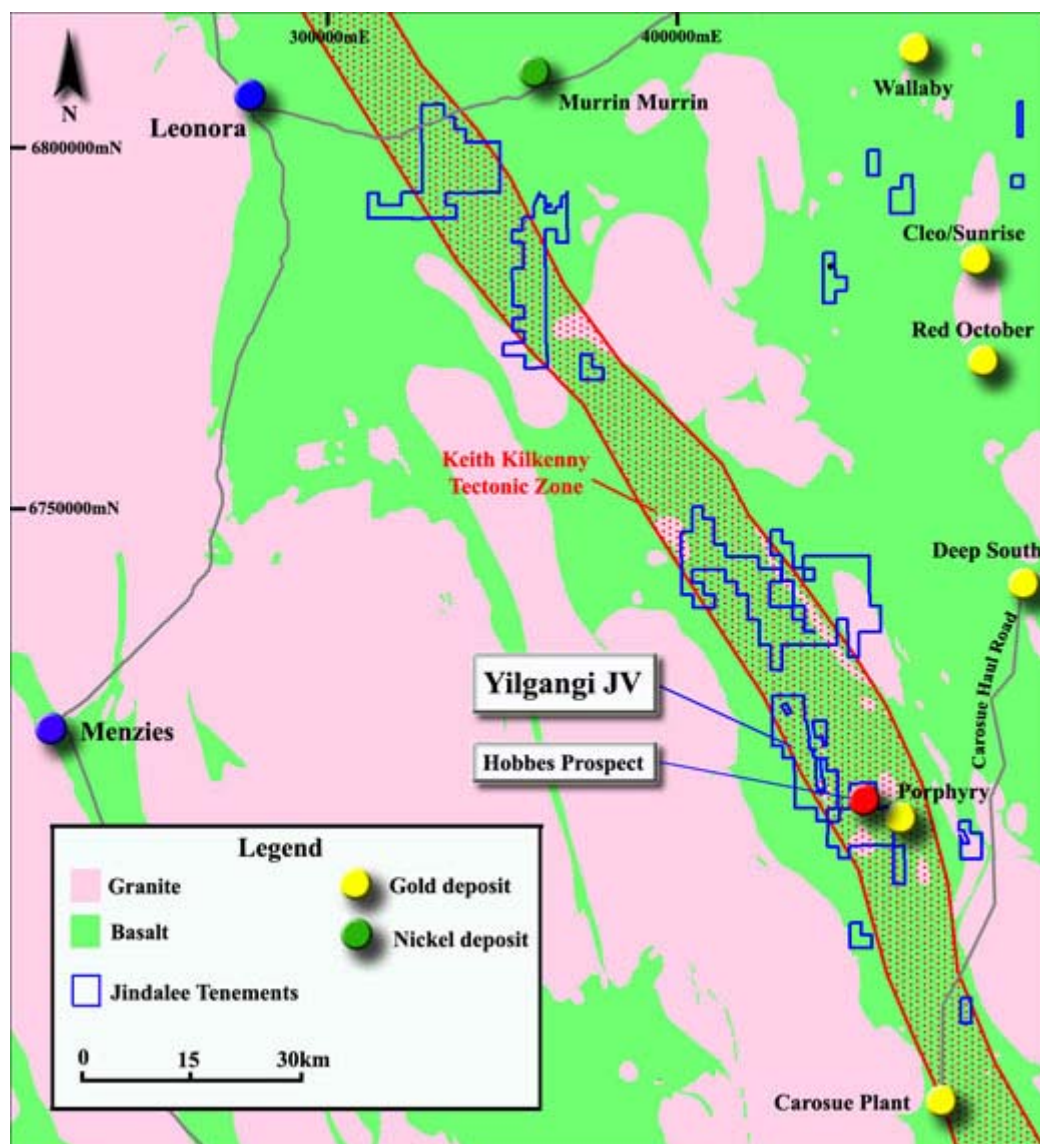 300000mE
400000mE
N
Wallaby
Murrin Murrin
Leonora
6800000mN
Cleo/Sunrise
Red October
Keith Kilkenny
Tectonic Zone
6750000mN
Deep South
Carosue Haul Road
Yilgangi JV
Menzies
Hobbes Prospect
Porphyry
Legend
Granite
Gold deposit
Basalt
Nickel deposit
Jindalee Tenements
0 15 30km
Carosue Plant